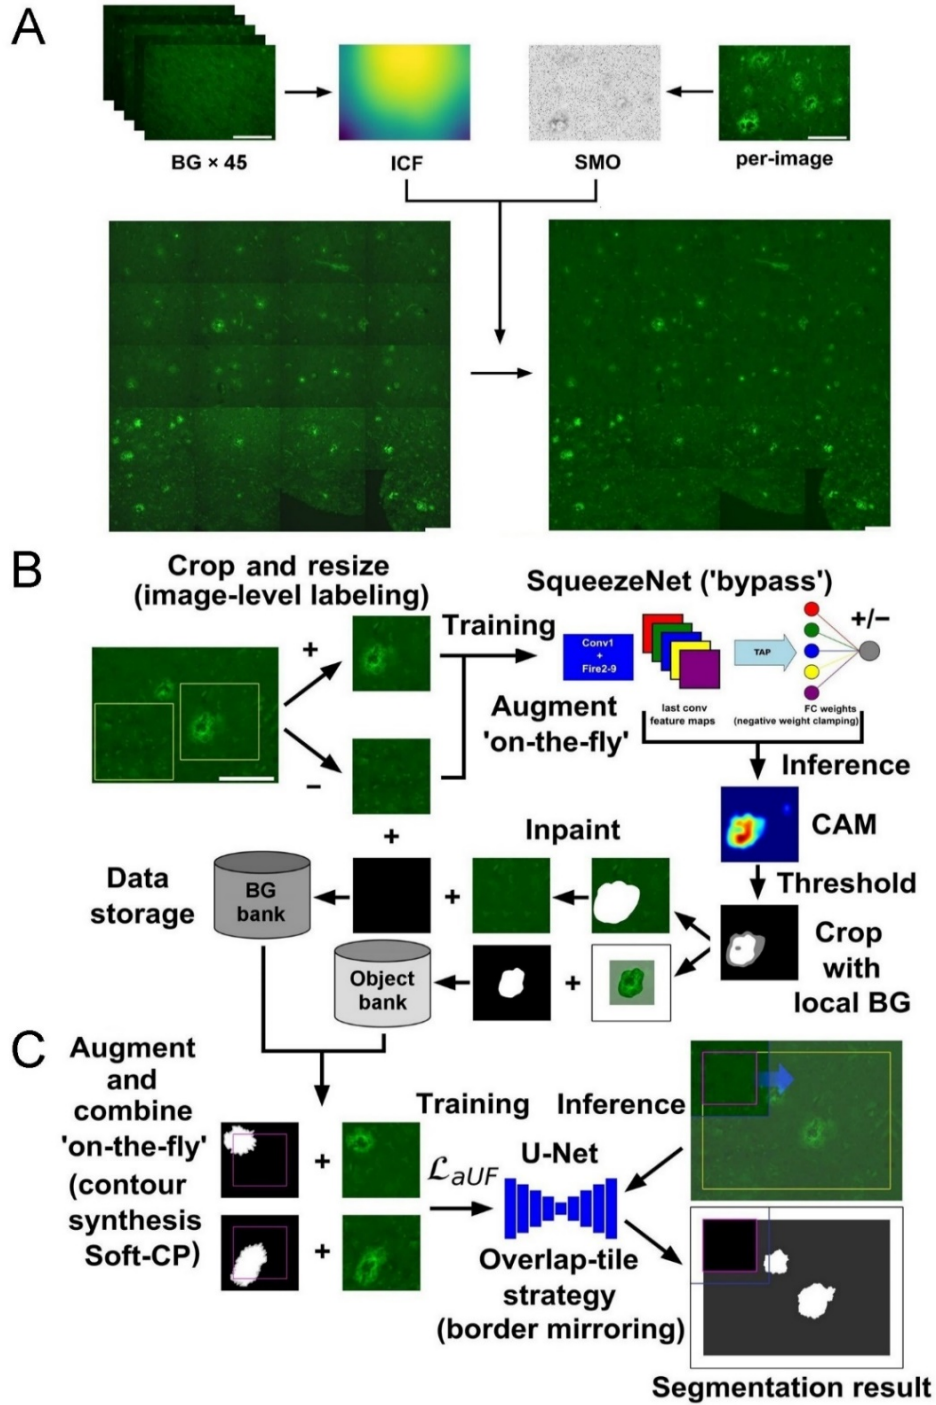 A
BG × 45
ICF
SMO
per-image
B
Crop and resize
(image-level labeling)
+
−
Training
Augment
'on-the-fly'
SqueezeNet ('bypass')
Conv1
+
Fire2-9
TAP
+/−
last conv
feature maps
FC weights
(negative weight clamping)
Inference
CAM
Threshold
Crop
with
local BG
Inpaint
+
+
+
Data
storage
BG
bank
Object
bank
C
Augment
and
combine
'on-the-fly'
(contour
synthesis
Soft-CP)
+
+
Training
ℒaUF
Inference
U-Net
Overlap-tile
strategy
(border mirroring)
Segmentation result